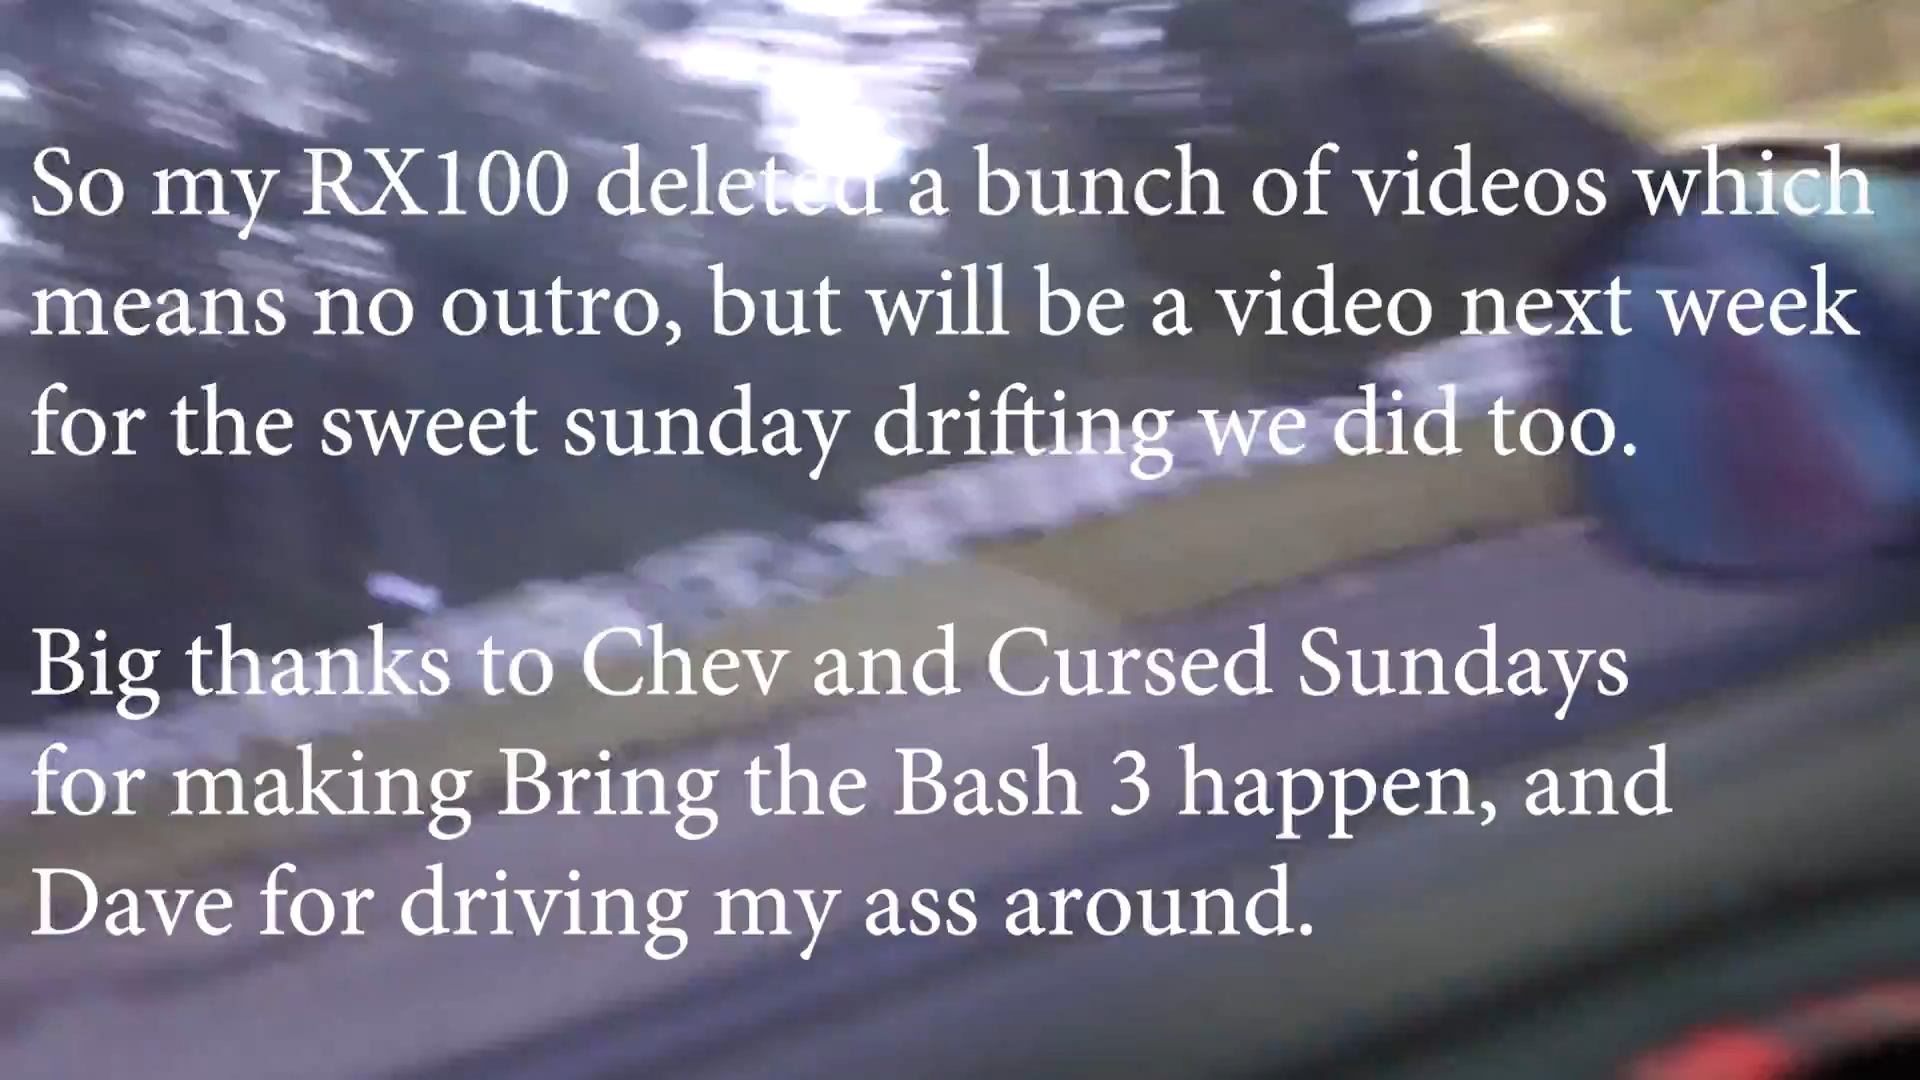 So my RX100 deleted a bunch of videos which
means no outro, but will be a video next week
for the sweet sunday drifting we did too.
Big thanks to Chev and Cursed Sundays
for making Bring the Bash 3 happen, and
Dave for driving my ass around.